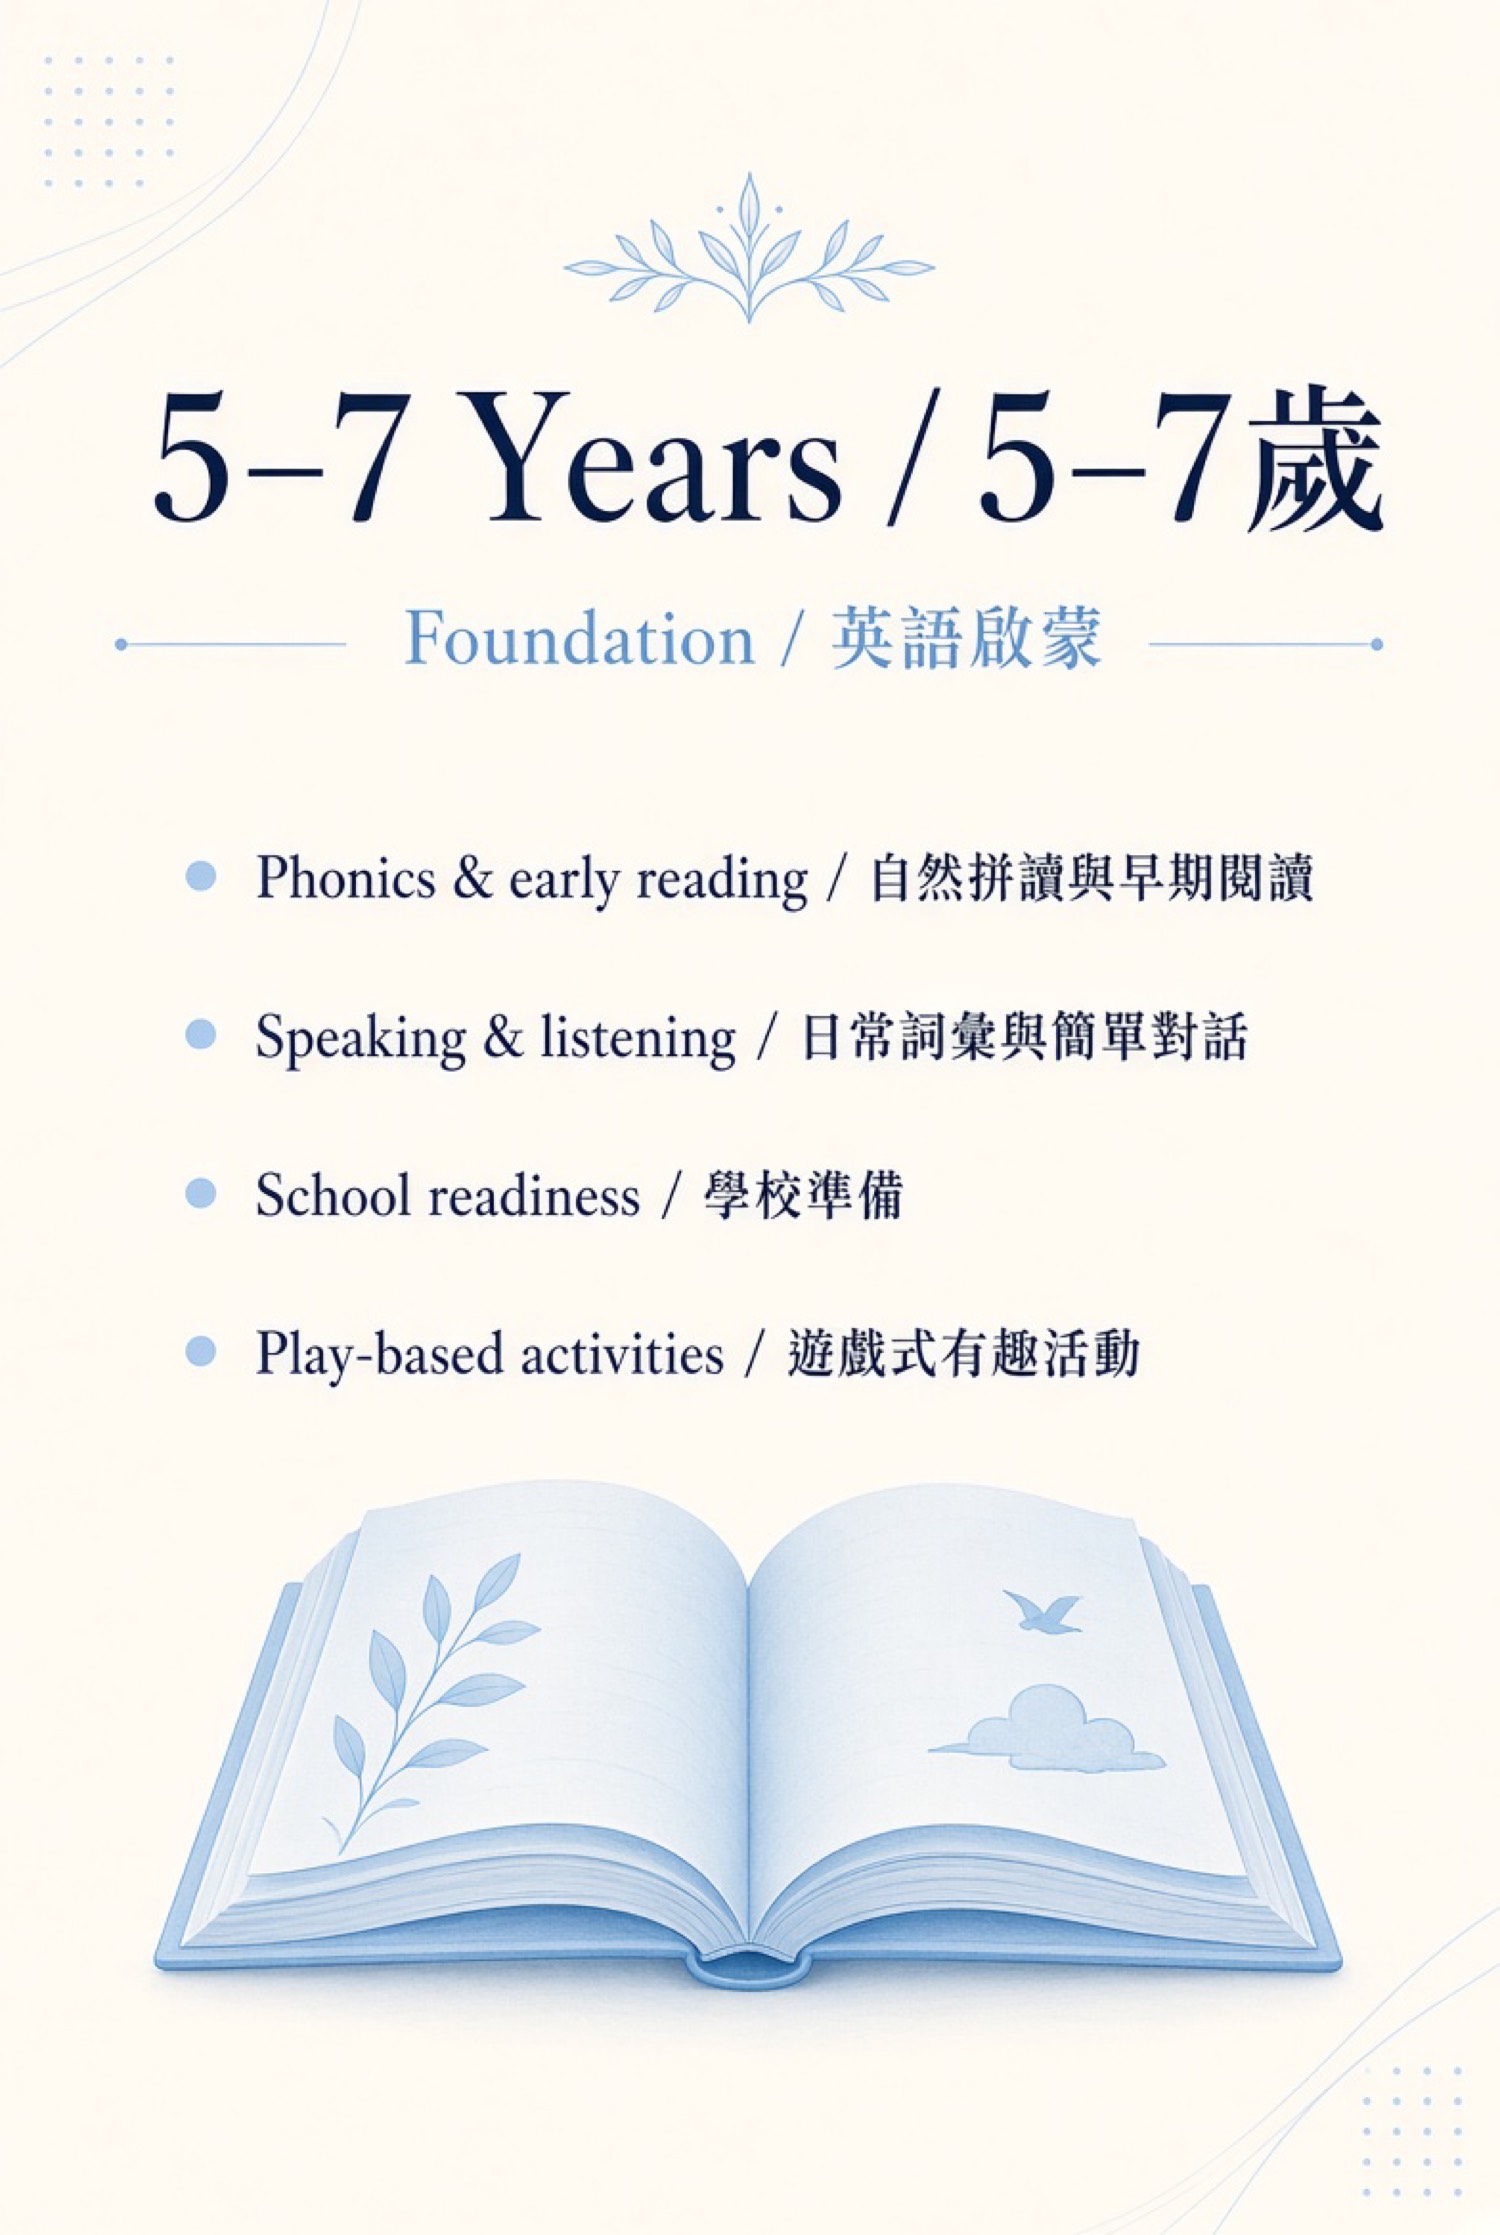 5–7 Years / 5–7歲
Foundation / 英語啟蒙
Phonics & early reading / 自然拼讀與早期閱讀
Speaking & listening / 日常詞彙與簡單對話
School readiness / 學校準備
Play-based activities / 遊戲式有趣活動